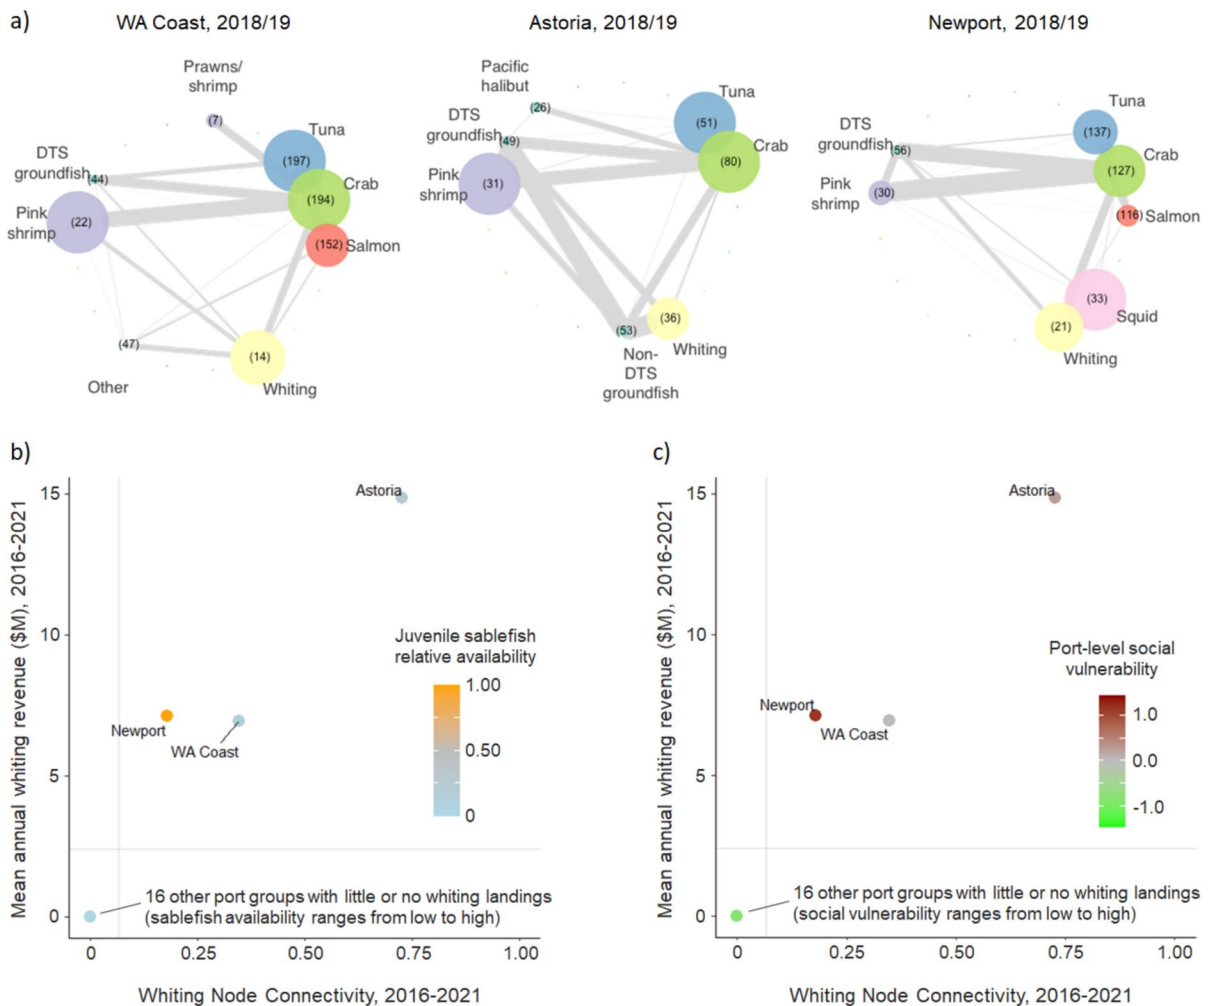 a)
WA Coast, 2018/19
Prawns/
shrimp
(7)
Tuna
(197)
DTS
groundfish
(44)
Crab
(194)
Pink
shrimp
(22)
(152)
Salmon
(47)
(14)
Other
Whiting
Astoria, 2018/19
Pacific
halibut
(26)
Tuna
(51)
DTS
groundfish
(49)
Crab
(80)
Pink
shrimp
(31)
(53)
(36)
Whiting
Non-
DTS
groundfish
Newport, 2018/19
Tuna
(137)
DTS
groundfish
(56)
Crab
(127)
Pink
shrimp
(30)
(116)
Salmon
(33)
Squid
(21)
Whiting
b)
Mean annual whiting revenue ($M), 2016-2021
15
10
5
0
Astoria
Newport
WA Coast
Juvenile sablefish
relative availability
1.00
0.50
0
16 other port groups with little or no whiting landings
(sablefish availability ranges from low to high)
0
0.25
0.50
0.75
1.00
Whiting Node Connectivity, 2016-2021
c)
Mean annual whiting revenue ($M), 2016-2021
15
10
5
0
Astoria
Newport
WA Coast
Port-level social
vulnerability
1.0
0.0
-1.0
16 other port groups with little or no whiting landings
(social vulnerability ranges from low to high)
0
0.25
0.50
0.75
1.00
Whiting Node Connectivity, 2016-2021